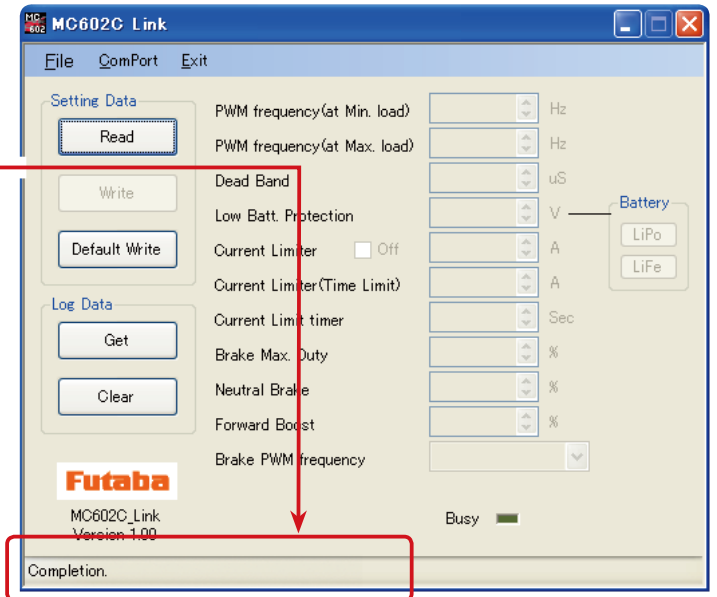 MC
602
MC602C Link
File ComPort Exit
Setting Data
Read
Write
Default Write
Log Data
Get
Clear
PWM frequency(at Min. load) Hz
PWM frequency(at Max. load) Hz
Dead Band uS
Low Batt. Protection V
Current Limiter Off A
Current Limiter(Time Limit) A
Current Limit timer Sec
Brake Max. Duty %
Neutral Brake %
Forward Boost %
Brake PWM frequency
Battery
LiPo
LiFe
Futaba
MC602C_Link
Version 1.00
Busy
Completion.